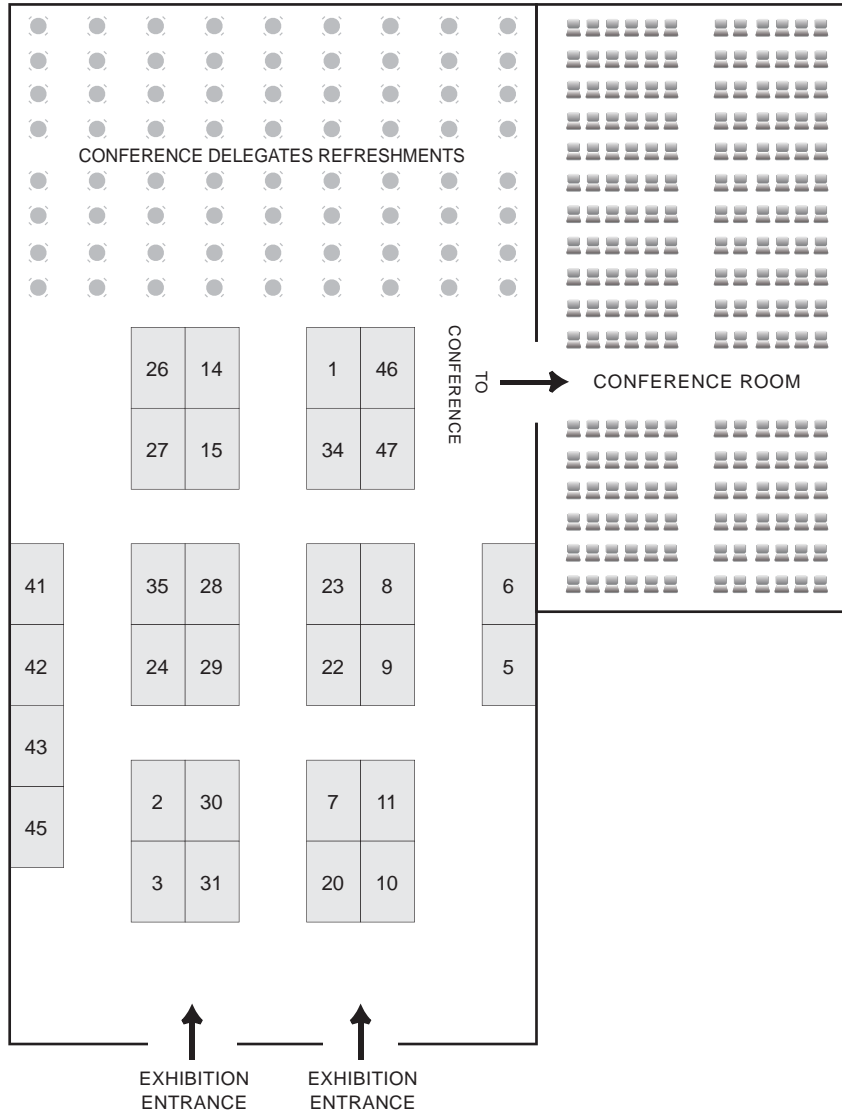 CONFERENCE DELEGATES REFRESHMENTS
26 14 1 46
27 15 34 47
TO
CONFERENCE
CONFERENCE ROOM
41 35 28 23 8 6
42 24 29 22 9 5
43
2 30 7 11
45
3 31 20 10
EXHIBITION
ENTRANCE
EXHIBITION
ENTRANCE